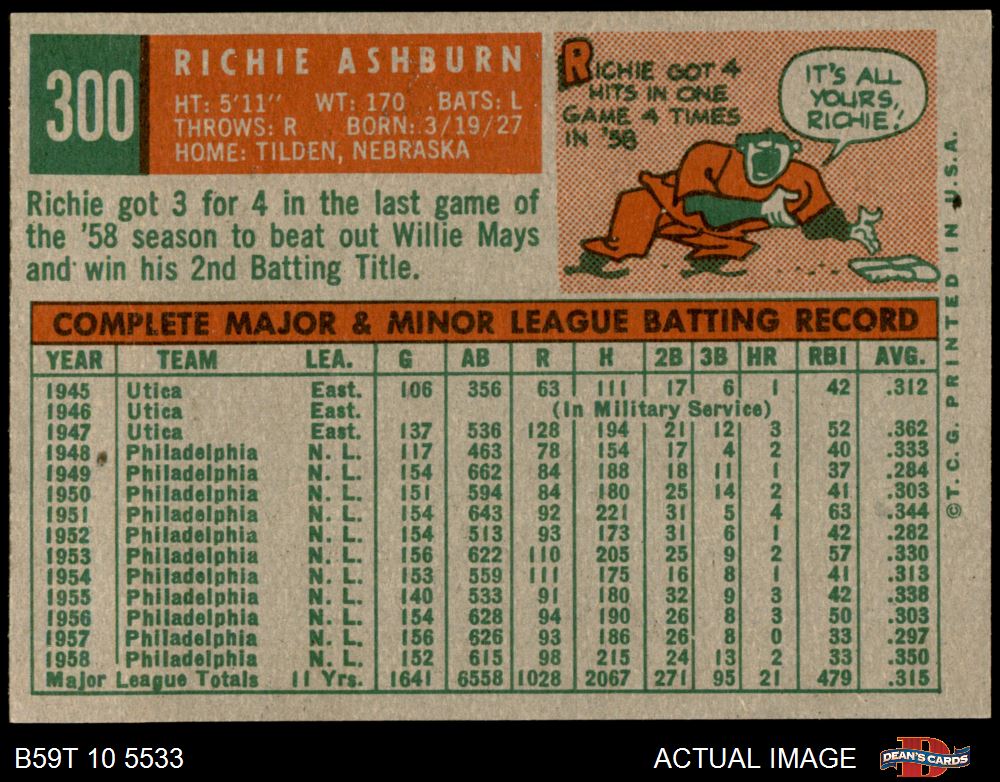 300
RICHIE ASHBURN
HT: 5'11" WT: 170 BATS: L
THROWS: R BORN: 3/19/27
HOME: TILDEN, NEBRASKA
RICHIE GOT 4
HITS IN ONE
GAME 4 TIMES
IN '58
IT'S ALL
YOURS,
RICHIE!
Richie got 3 for 4 in the last game of
the '58 season to beat out Willie Mays
and win his 2nd Batting Title.
COMPLETE MAJOR & MINOR LEAGUE BATTING RECORD
YEAR TEAM LEA. G AB R H 2B 3B HR RBI AVG.
1945 Utica East. 106 356 63 111 17 6 1 42 .312
1946 Utica East. (In Military Service)
1947 Utica East. 137 536 128 194 21 12 3 52 .362
1948 Philadelphia N. L. 117 463 78 154 17 4 2 40 .333
1949 Philadelphia N. L. 154 662 84 188 18 11 1 37 .284
1950 Philadelphia N. L. 151 594 84 180 25 14 2 41 .303
1951 Philadelphia N. L. 154 643 92 221 31 5 4 63 .344
1952 Philadelphia N. L. 154 513 93 173 31 6 1 42 .282
1953 Philadelphia N. L. 156 622 110 205 25 9 2 57 .330
1954 Philadelphia N. L. 153 559 111 175 16 8 1 41 .313
1955 Philadelphia N. L. 140 533 91 180 32 9 3 42 .338
1956 Philadelphia N. L. 154 628 94 190 26 8 3 50 .303
1957 Philadelphia N. L. 156 626 93 186 26 8 0 33 .297
1958 Philadelphia N. L. 152 615 98 215 24 13 2 33 .350
Major League Totals 11 Yrs. 1641 6558 1028 2067 271 95 21 479 .315
©T. C. G. PRINTED IN U.S.A.
B59T 10 5533
ACTUAL IMAGE
DEAN'S CARDS